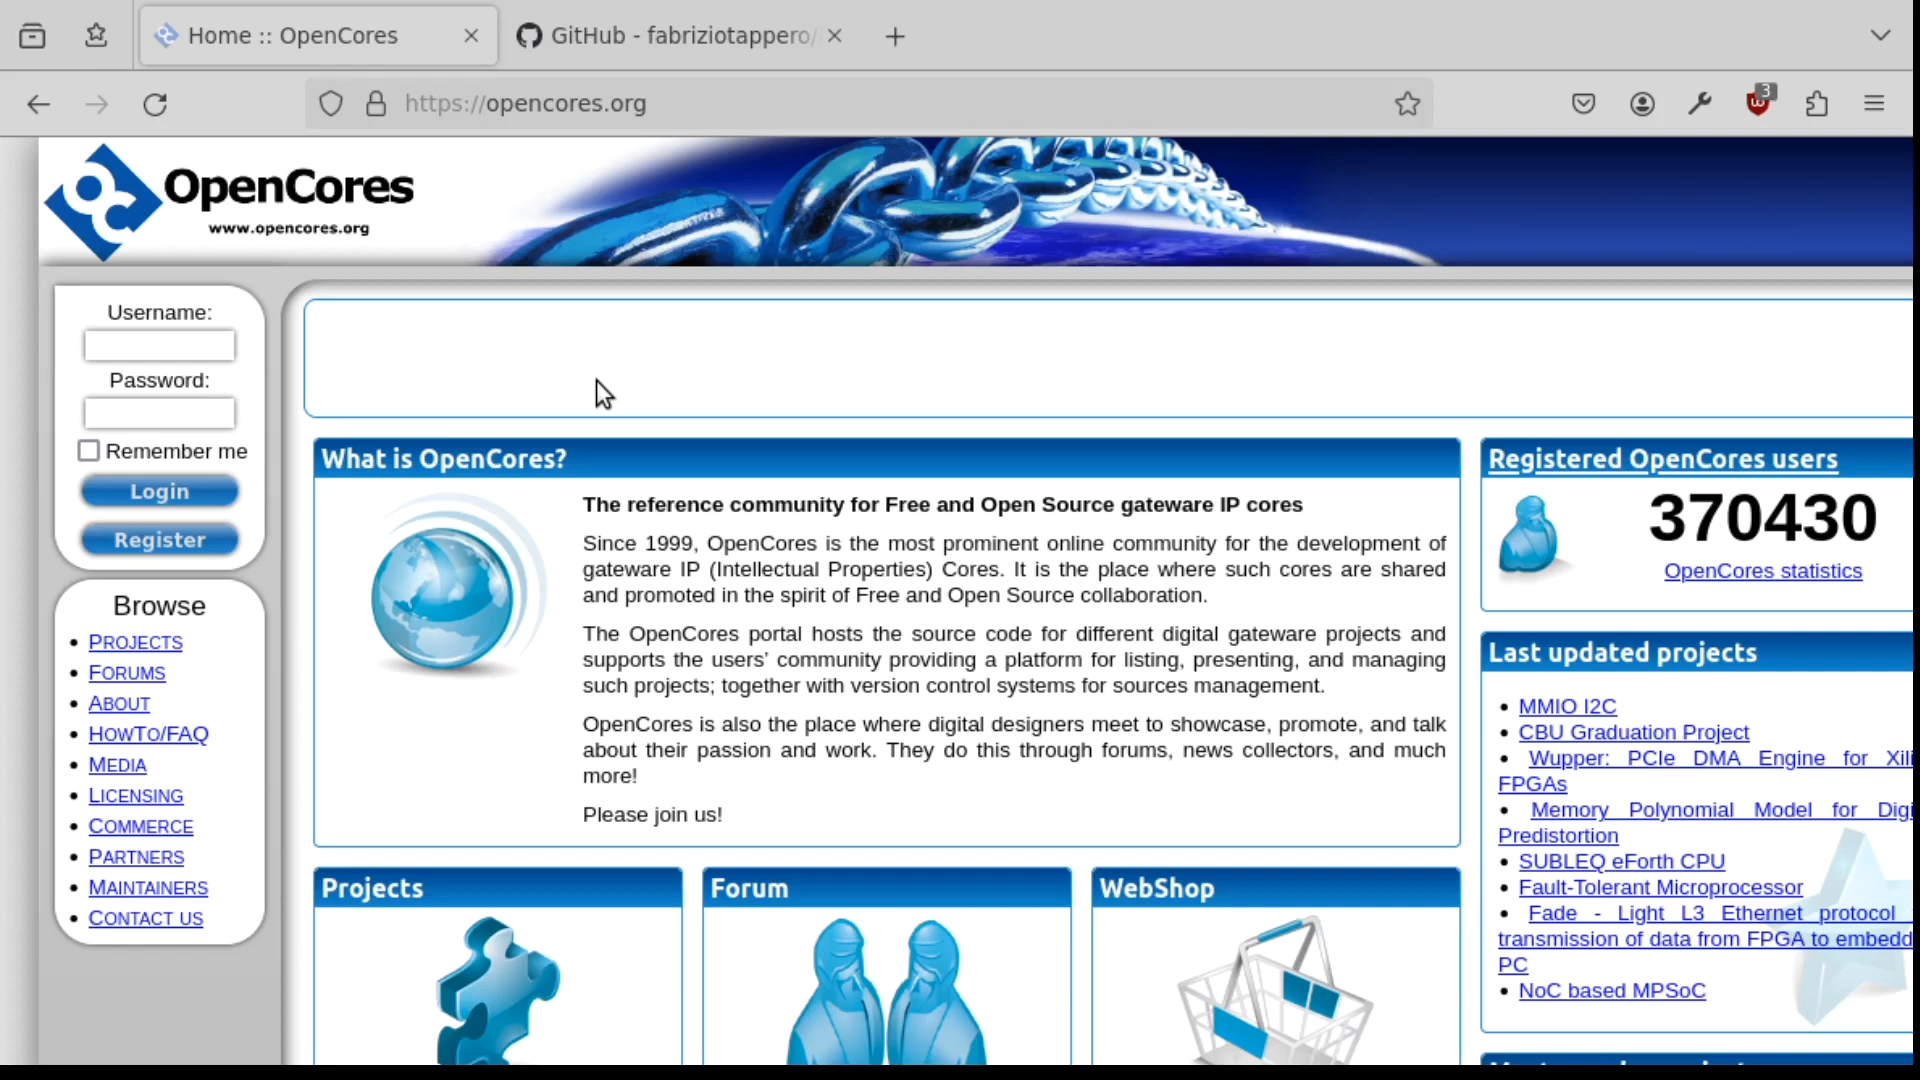 Home :: OpenCores
GitHub - fabriziotappero/
https://opencores.org
3
OpenCores
www.opencores.org
Username:
Password:
Remember me
Login
Register
Browse
PROJECTS
FORUMS
ABOUT
HOWTO/FAQ
MEDIA
LICENSING
COMMERCE
PARTNERS
MAINTAINERS
CONTACT US
What is OpenCores?
The reference community for Free and Open Source gateware IP cores
Since 1999, OpenCores is the most prominent online community for the development of
gateware IP (Intellectual Properties) Cores. It is the place where such cores are shared
and promoted in the spirit of Free and Open Source collaboration.
The OpenCores portal hosts the source code for different digital gateware projects and
supports the users’ community providing a platform for listing, presenting, and managing
such projects; together with version control systems for sources management.
OpenCores is also the place where digital designers meet to showcase, promote, and talk
about their passion and work. They do this through forums, news collectors, and much
more!
Please join us!
Projects
Forum
WebShop
Registered OpenCores users
370430
OpenCores statistics
Last updated projects
MMIO I2C
CBU Graduation Project
Wupper: PCIe DMA Engine for Xili
FPGAs
Memory Polynomial Model for Digi
Predistortion
SUBLEQ eForth CPU
Fault-Tolerant Microprocessor
Fade - Light L3 Ethernet protocol
transmission of data from FPGA to embedd
PC
NoC based MPSoC